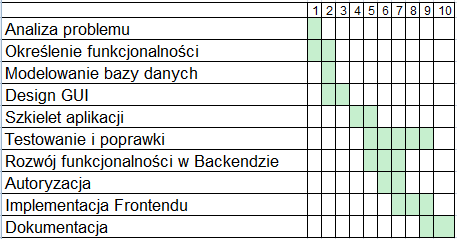 1 2 3 4 5 6 7 8 9 10
Analiza problemu
Określenie funkcjonalności
Modelowanie bazy danych
Design GUI
Szkielet aplikacji
Testowanie i poprawki
Rozwój funkcjonalności w Backendzie
Autoryzacja
Implementacja Frontendu
Dokumentacja